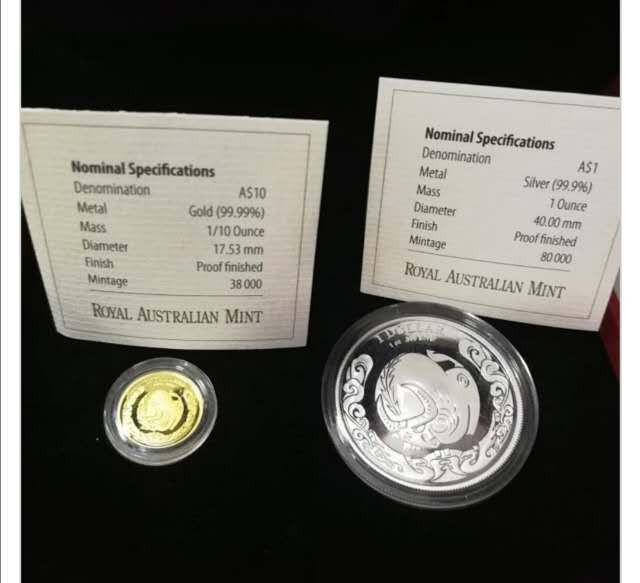 Nominal Specifications
Denomination A$10
Metal Gold (99.99%)
Mass 1/10 Ounce
Diameter 17.53 mm
Finish Proof finished
Mintage 38 000
ROYAL AUSTRALIAN MINT
Nominal Specifications
Denomination A$1
Metal Silver (99.9%)
Mass 1 Ounce
Diameter 40.00 mm
Finish Proof finished
Mintage 80 000
ROYAL AUSTRALIAN MINT
1 DOLLAR